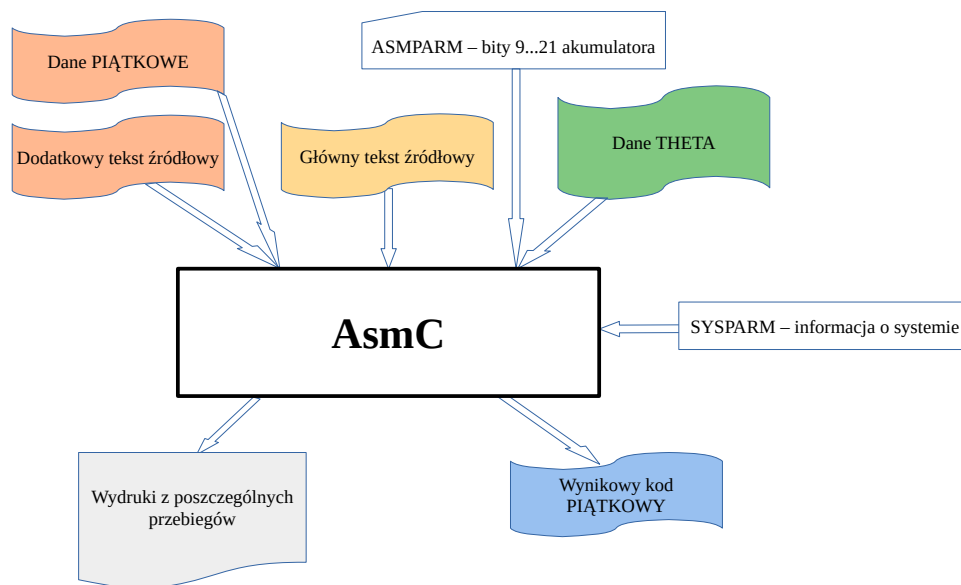 ASMPARM – bity 9...21 akumulatora
Dane PIĄTKOWE
Dodatkowy tekst źródłowy
Główny tekst źródłowy
Dane THETA
AsmC
SYSPARM – informacja o systemie
Wydruki z poszczególnych
przebiegów
Wynikowy kod
PIĄTKOWY